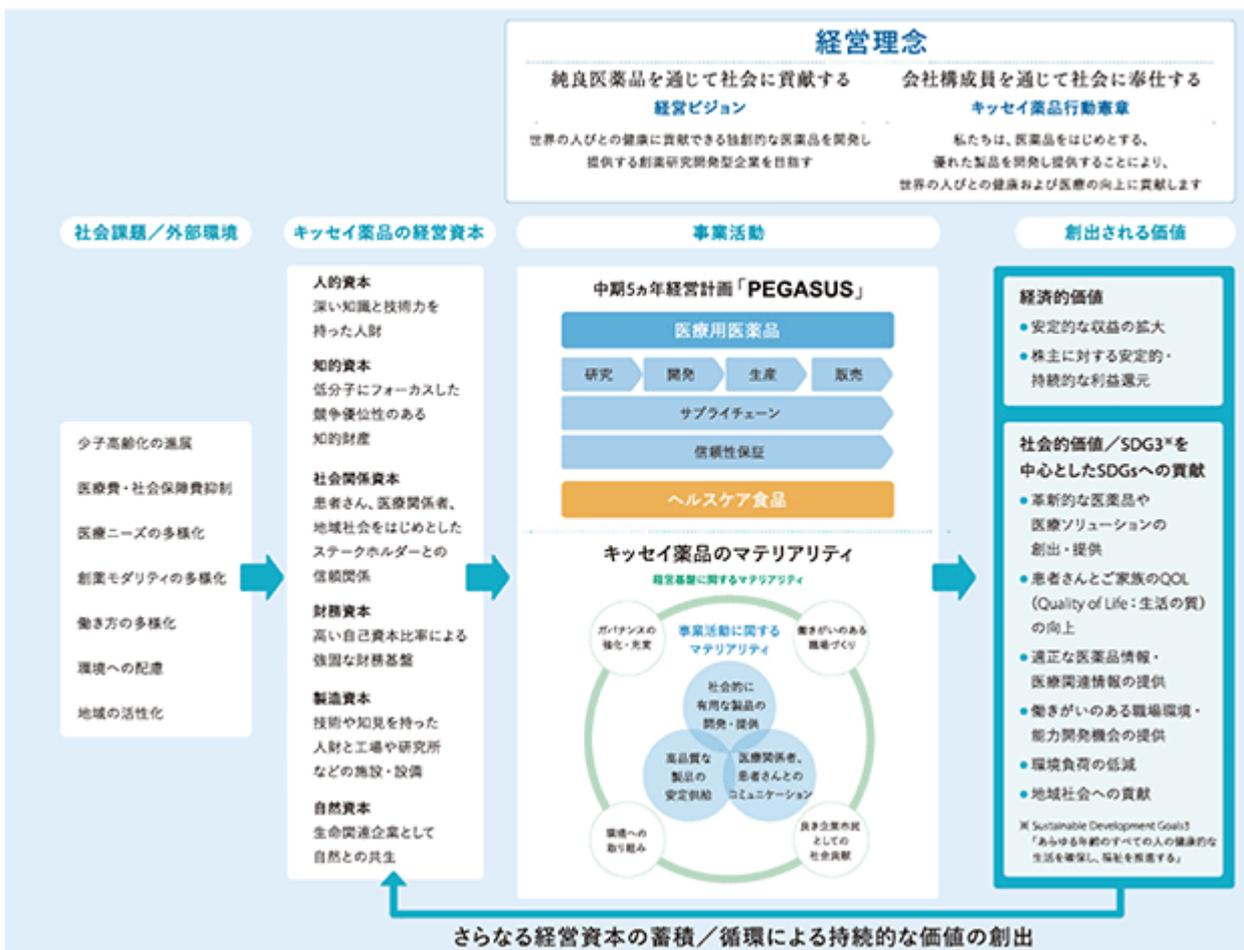 経営理念
純良医薬品を通じて社会に貢献する
経営ビジョン
世界の人びとの健康に貢献できる独創的な医薬品を開発し
提供する創薬研究開発型企業を目指す
会社構成員を通じて社会に奉仕する
キッセイ薬品行動憲章
私たちは、医薬品をはじめとする、
優れた製品を開発し提供することにより、
世界の人びとの健康および医療の向上に貢献します
社会課題／外部環境
少子高齢化の進展
医療費・社会保障費抑制
医療ニーズの多様化
創薬モダリティの多様化
働き方の多様化
環境への配慮
地域の活性化
キッセイ薬品の経営資本
人的資本
深い知識と技術力を
持った人財
知的資本
低分子にフォーカスした
競争優位性のある
知的財産
社会関係資本
患者さん、医療関係者、
地域社会をはじめとした
ステークホルダーとの
信頼関係
財務資本
高い自己資本比率による
強固な財務基盤
製造資本
技術や知見を持った
人財と工場や研究所
などの施設・設備
自然資本
生命関連企業として
自然との共生
事業活動
中期5ヵ年経営計画「PEGASUS」
医療用医薬品
研究
開発
生産
販売
サプライチェーン
信頼性保証
ヘルスケア食品
キッセイ薬品のマテリアリティ
経営基盤に関するマテリアリティ
ガバナンスの
強化・充実
事業活動に関する
マテリアリティ
働きがいのある
職場づくり
社会的に
有用な製品の
開発・提供
高品質な
製品の
安定供給
医療関係者、
患者さんとの
コミュニケーション
環境への
取り組み
良き企業市民
としての
社会貢献
創出される価値
経済的価値
●安定的な収益の拡大
●株主に対する安定的・
持続的な利益還元
社会的価値／SDG3※を
中心としたSDGsへの貢献
●革新的な医薬品や
医療ソリューションの
創出・提供
●患者さんとご家族のQOL
（Quality of Life：生活の質）
の向上
●適正な医薬品情報・
医療関連情報の提供
●働きがいのある職場環境・
能力開発機会の提供
●環境負荷の低減
●地域社会への貢献
※ Sustainable Development Goals3
「あらゆる年齢のすべての人の健康的な
生活を確保し、福祉を推進する」
さらなる経営資本の蓄積／循環による持続的な価値の創出